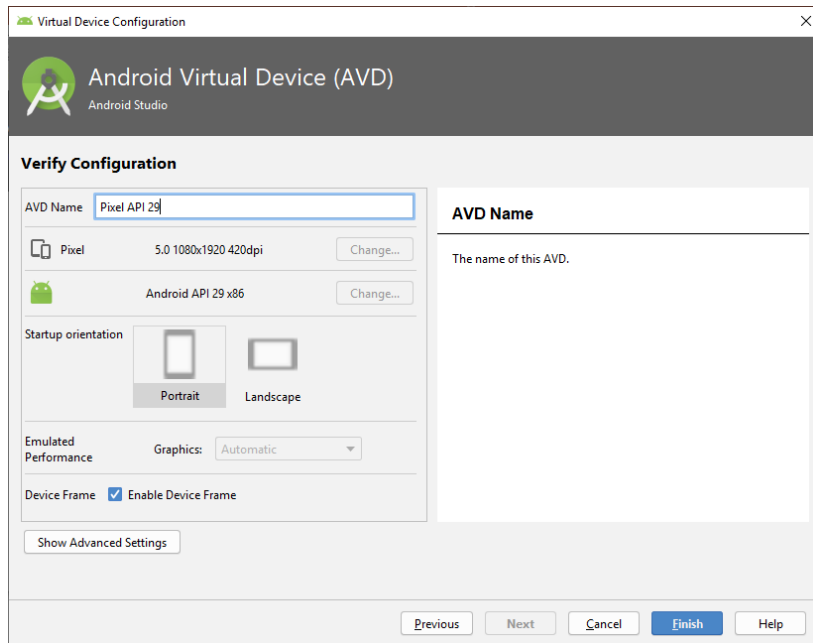 Virtual Device Configuration
Android Virtual Device (AVD)
Android Studio
Verify Configuration
AVD Name Pixel API 29
Pixel 5.0 1080x1920 420dpi Change...
Android API 29 x86 Change...
Startup orientation
Portrait Landscape
Emulated
Performance Graphics: Automatic
Device Frame Enable Device Frame
Show Advanced Settings
AVD Name
The name of this AVD.
Previous Next Cancel Finish Help